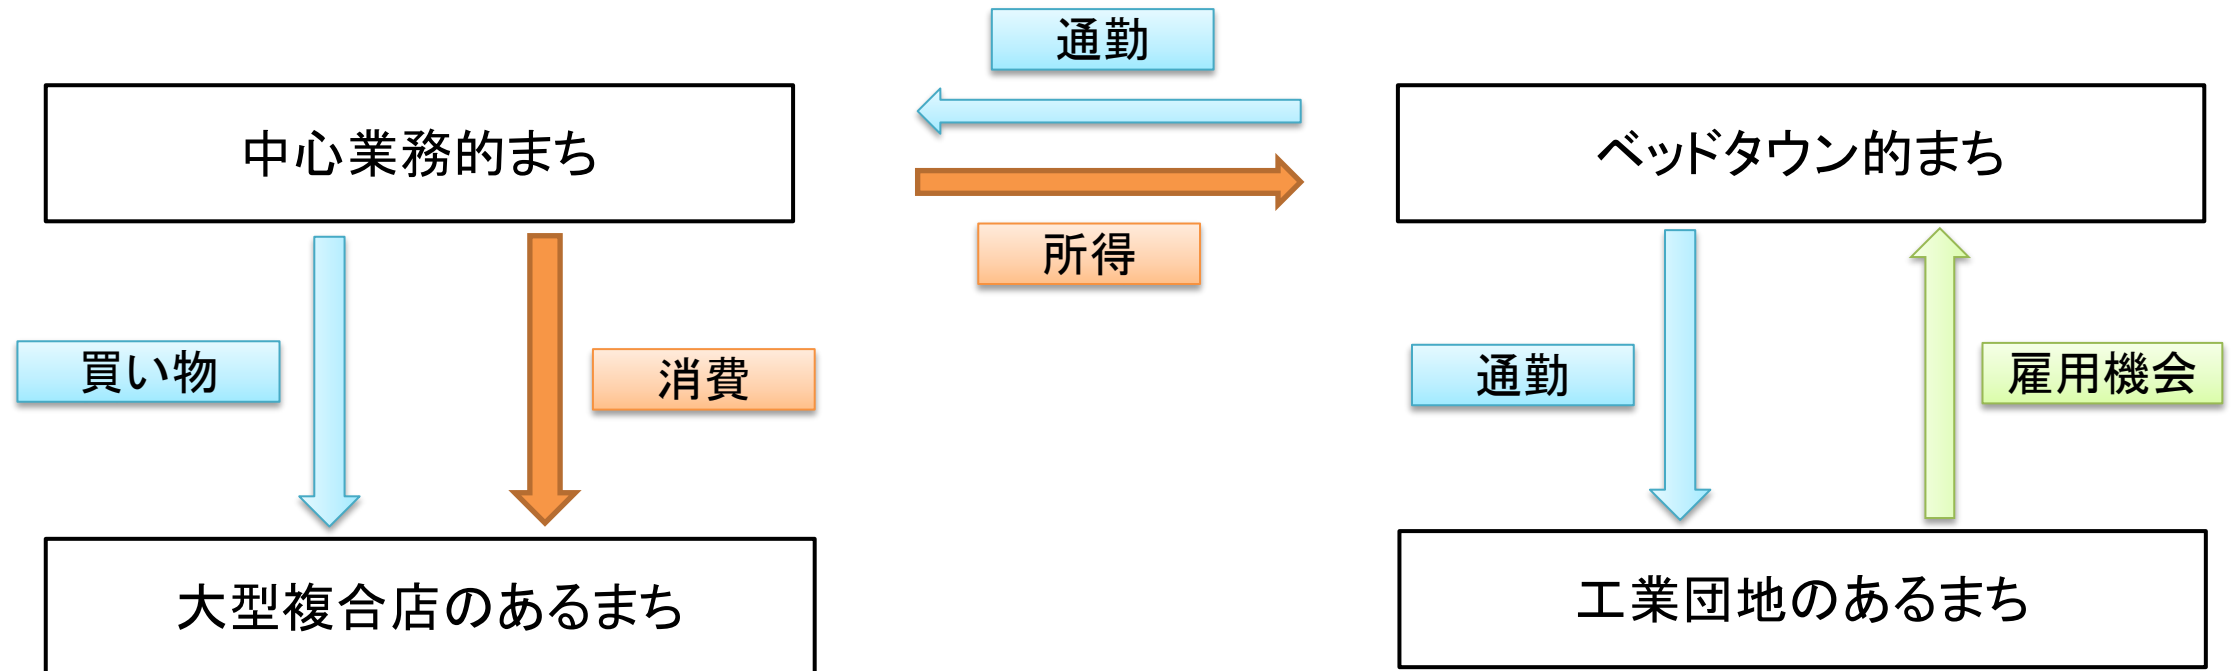 通勤
中心業務的まち
ベッドタウン的まち
所得
買い物
消費
通勤
雇用機会
大型複合店のあるまち
工業団地のあるまち